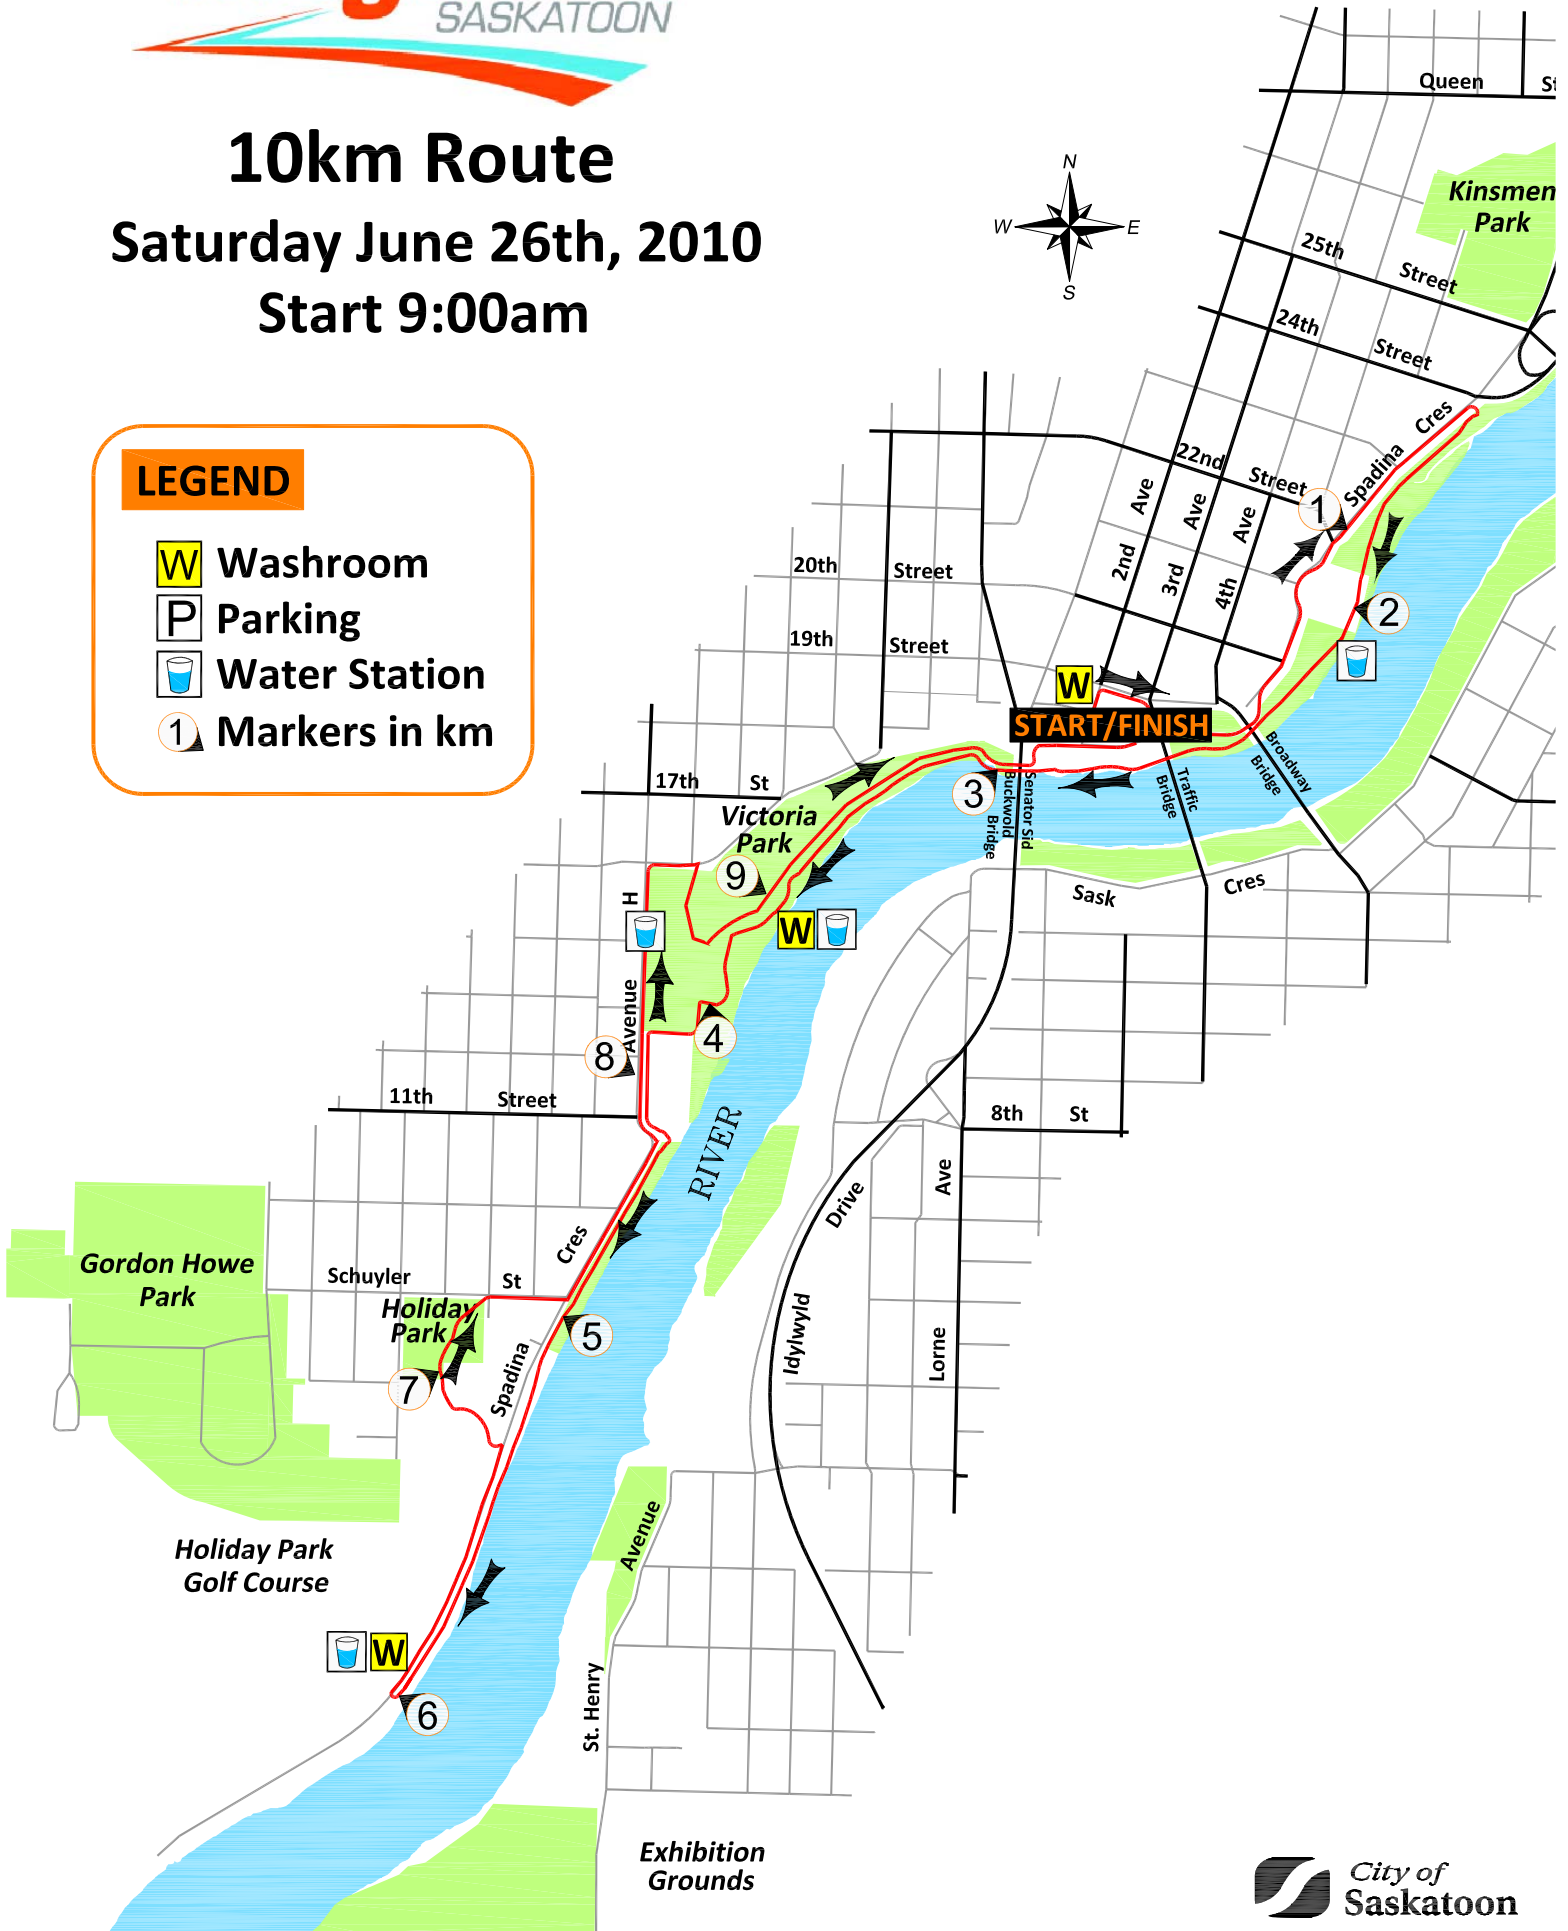 SASKATOON
10km Route
Saturday June 26th, 2010
Start 9:00am
N
W
E
S
LEGEND
W Washroom
P Parking
Water Station
1 Markers in km
Queen
St
Kinsmen
Park
25th
Street
24th
Street
Spadina
Cres
22nd
Street
2nd
Ave
3rd
Ave
4th
Ave
1
2
20th
Street
19th
Street
W
START/FINISH
Broadway
Bridge
Traffic
Bridge
Senator Sid
Buckwold
Bridge
3
17th
St
Victoria
Park
9
H
Avenue
W
Sask
Cres
4
8
11th
Street
8th
St
RIVER
Ave
Lorne
Drive
Idylwyld
Gordon Howe
Park
Schuyler
St
Cres
Spadina
Holiday
Park
5
7
Holiday Park
Golf Course
Avenue
St. Henry
W
6
Exhibition
Grounds
City of
Saskatoon